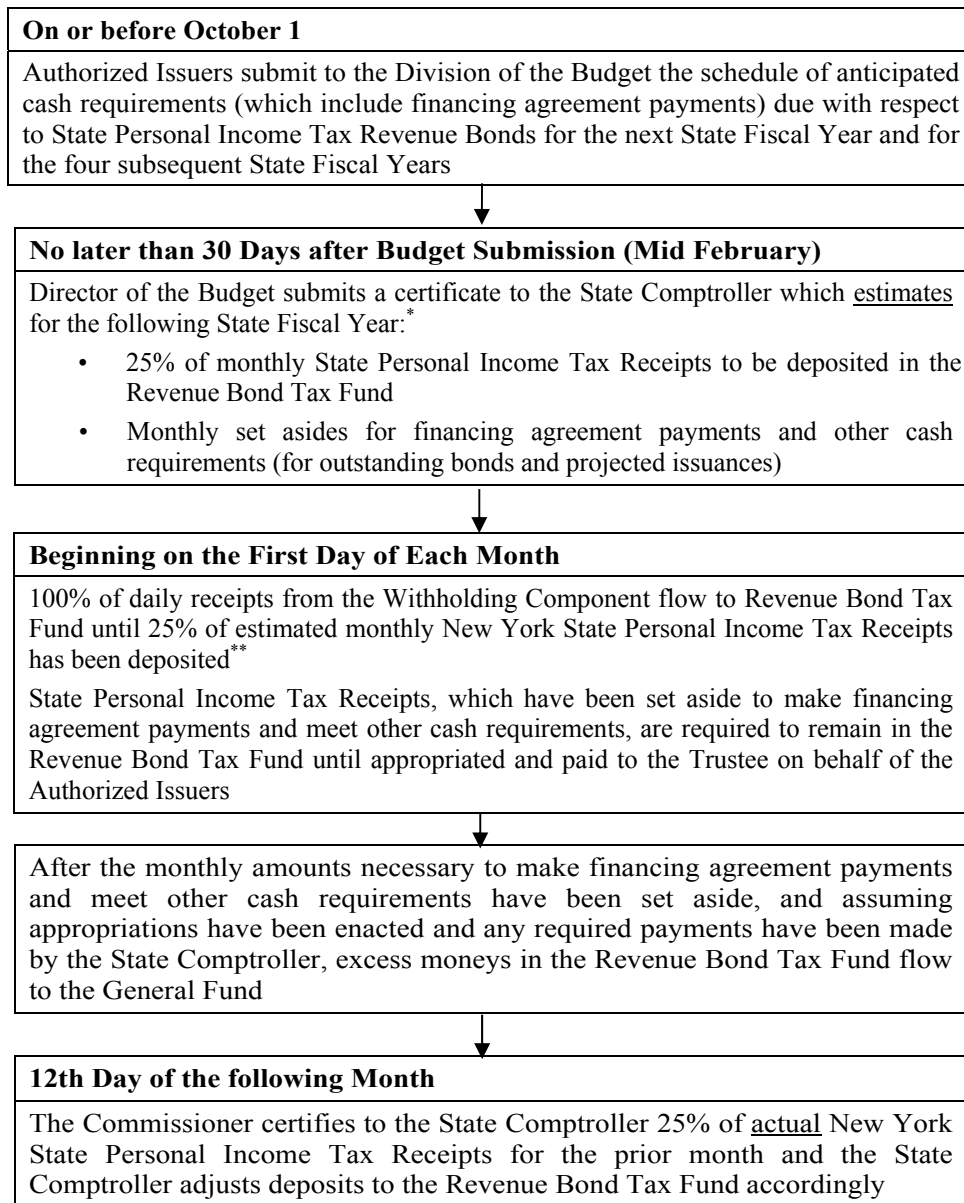 On or before October 1
Authorized Issuers submit to the Division of the Budget the schedule of anticipated
cash requirements (which include financing agreement payments) due with respect
to State Personal Income Tax Revenue Bonds for the next State Fiscal Year and for
the four subsequent State Fiscal Years
No later than 30 Days after Budget Submission (Mid February)
Director of the Budget submits a certificate to the State Comptroller which estimates
for the following State Fiscal Year:*
• 25% of monthly State Personal Income Tax Receipts to be deposited in the
Revenue Bond Tax Fund
• Monthly set asides for financing agreement payments and other cash
requirements (for outstanding bonds and projected issuances)
Beginning on the First Day of Each Month
100% of daily receipts from the Withholding Component flow to Revenue Bond Tax
Fund until 25% of estimated monthly New York State Personal Income Tax Receipts
has been deposited**
State Personal Income Tax Receipts, which have been set aside to make financing
agreement payments and meet other cash requirements, are required to remain in the
Revenue Bond Tax Fund until appropriated and paid to the Trustee on behalf of the
Authorized Issuers
After the monthly amounts necessary to make financing agreement payments
and meet other cash requirements have been set aside, and assuming
appropriations have been enacted and any required payments have been made
by the State Comptroller, excess moneys in the Revenue Bond Tax Fund flow
to the General Fund
12th Day of the following Month
The Commissioner certifies to the State Comptroller 25% of actual New York
State Personal Income Tax Receipts for the prior month and the State
Comptroller adjusts deposits to the Revenue Bond Tax Fund accordingly